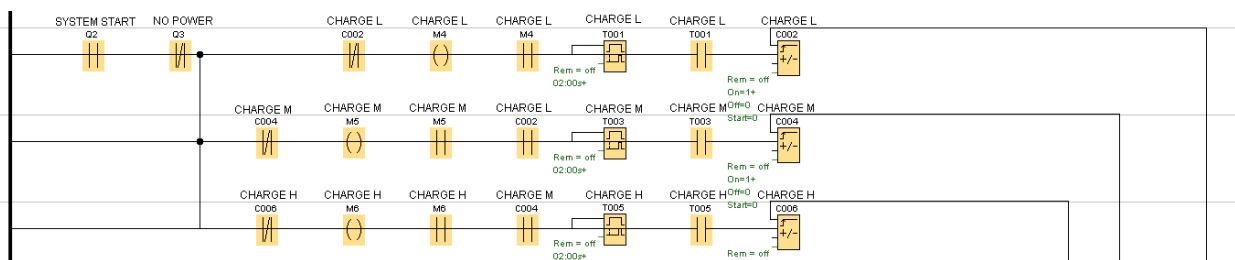 SYSTEM START NO POWER CHARGE L CHARGE L CHARGE L CHARGE L CHARGE L CHARGE L
Q2 Q3 C002 M4 M4 T001 T001 C002
+/-
Rem = off
02:00s+
Rem = off
On=1+
Off=0
Start=0
CHARGE M CHARGE M CHARGE M CHARGE L CHARGE M CHARGE M CHARGE M
C004 M5 M5 C002 T003 T003 C004
+/-
Rem = off
02:00s+
Rem = off
On=1+
Off=0
Start=0
CHARGE H CHARGE H CHARGE H CHARGE M CHARGE H CHARGE H CHARGE H
C006 M6 M6 C004 T005 T005 C006
+/-
Rem = off
02:00s+
Rem = off